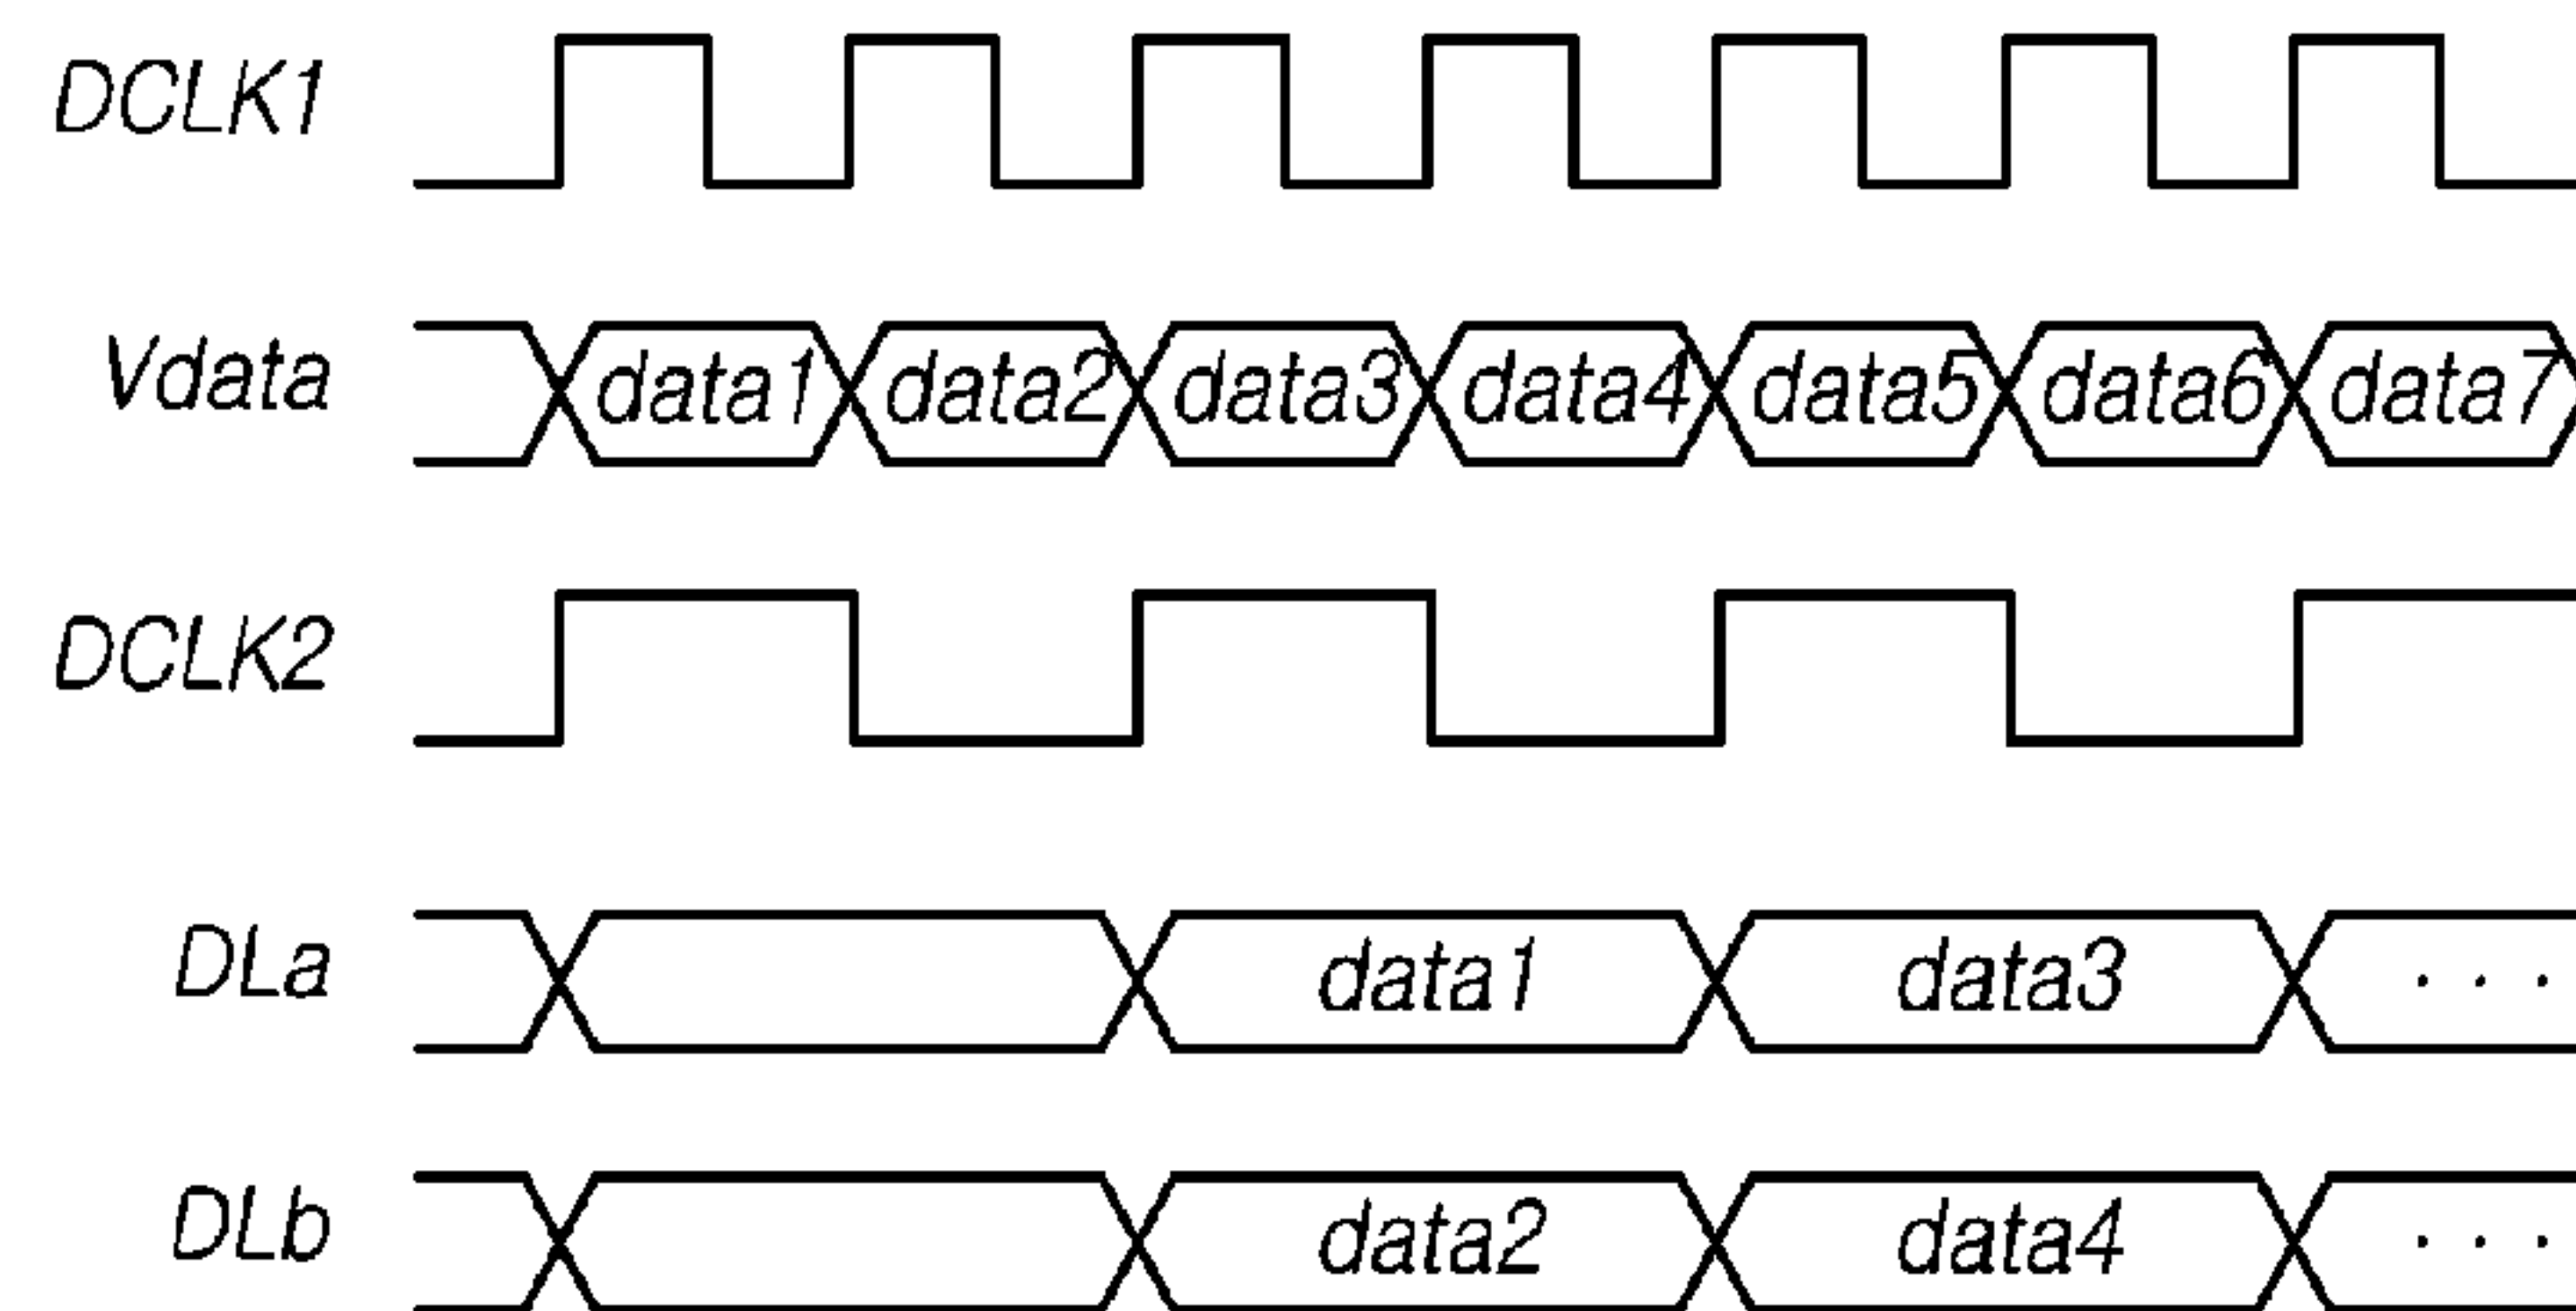 DCLK1
Vdata data1 data2 data3 data4 data5 data6 data7
DCLK2
DLa data1 data3 . . .
DLb data2 data4 . . .